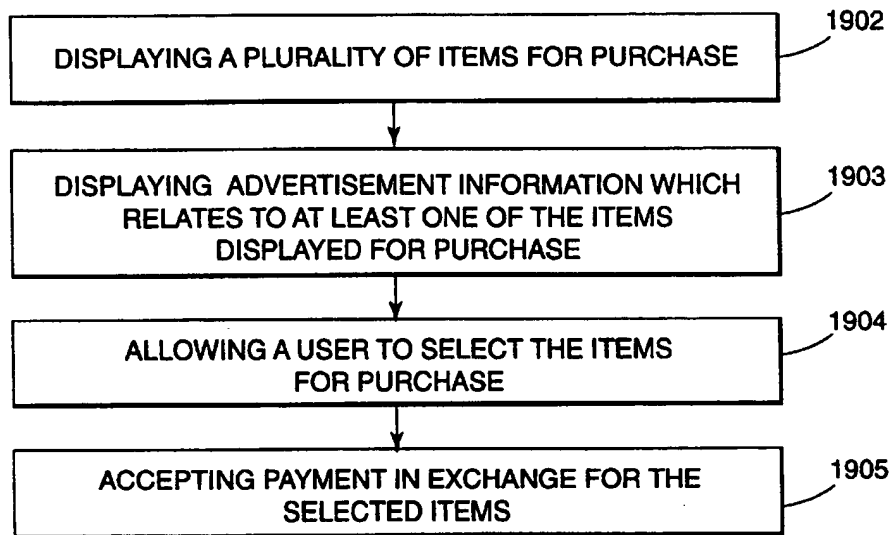 1902
DISPLAYING A PLURALITY OF ITEMS FOR PURCHASE
1903
DISPLAYING ADVERTISEMENT INFORMATION WHICH
RELATES TO AT LEAST ONE OF THE ITEMS
DISPLAYED FOR PURCHASE
1904
ALLOWING A USER TO SELECT THE ITEMS
FOR PURCHASE
1905
ACCEPTING PAYMENT IN EXCHANGE FOR THE
SELECTED ITEMS